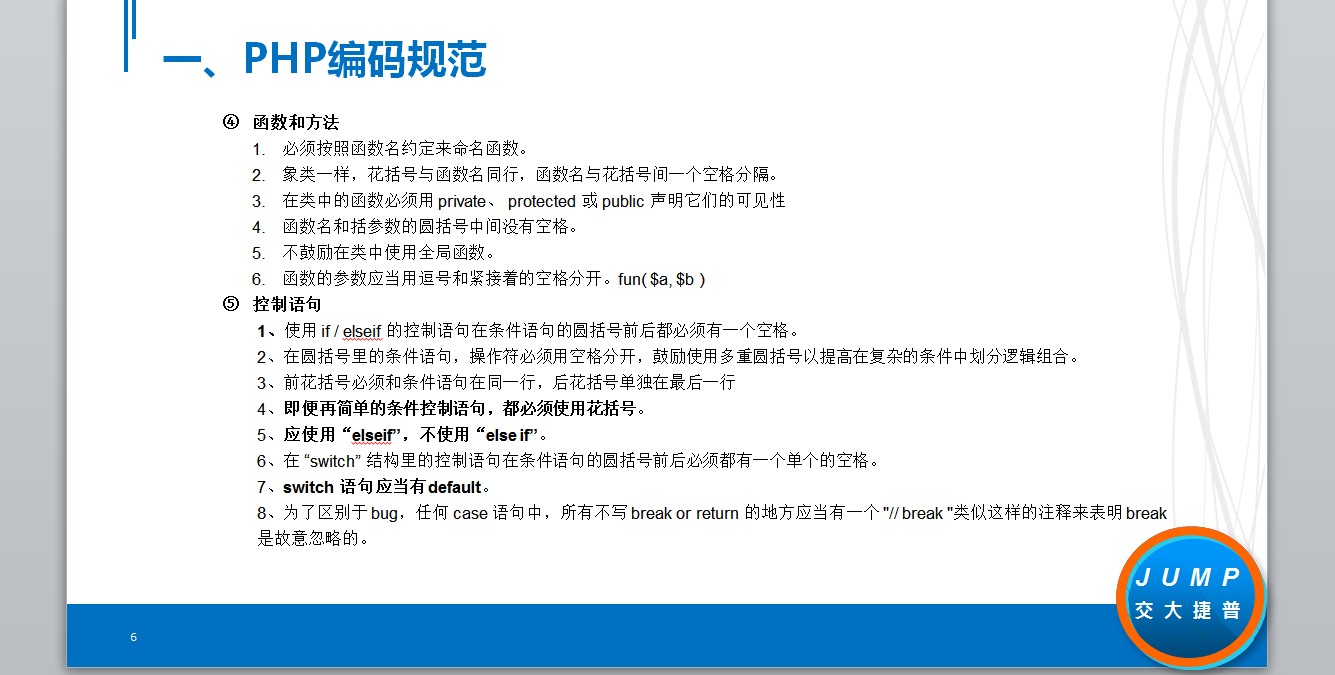 一、PHP编码规范
④ 函数和方法
1. 必须按照函数名约定来命名函数。
2. 象类一样，花括号与函数名同行，函数名与花括号间一个空格分隔。
3. 在类中的函数必须用 private、 protected 或 public 声明它们的可见性
4. 函数名和括参数的圆括号中间没有空格。
5. 不鼓励在类中使用全局函数。
6. 函数的参数应当用逗号和紧接着的空格分开。fun( $a, $b )
⑤ 控制语句
1、使用 if / elseif 的控制语句在条件语句的圆括号前后都必须有一个空格。
2、在圆括号里的条件语句，操作符必须用空格分开，鼓励使用多重圆括号以提高在复杂的条件中划分逻辑组合。
3、前花括号必须和条件语句在同一行，后花括号单独在最后一行
4、即便再简单的条件控制语句，都必须使用花括号。
5、应使用“elseif”，不使用“else if”。
6、在 “switch” 结构里的控制语句在条件语句的圆括号前后必须都有一个单个的空格。
7、switch 语句应当有default。
8、为了区别于 bug，任何 case 语句中，所有不写 break or return 的地方应当有一个 "// break "类似这样的注释来表明 break
是故意忽略的。
JUMP
交大捷普
6